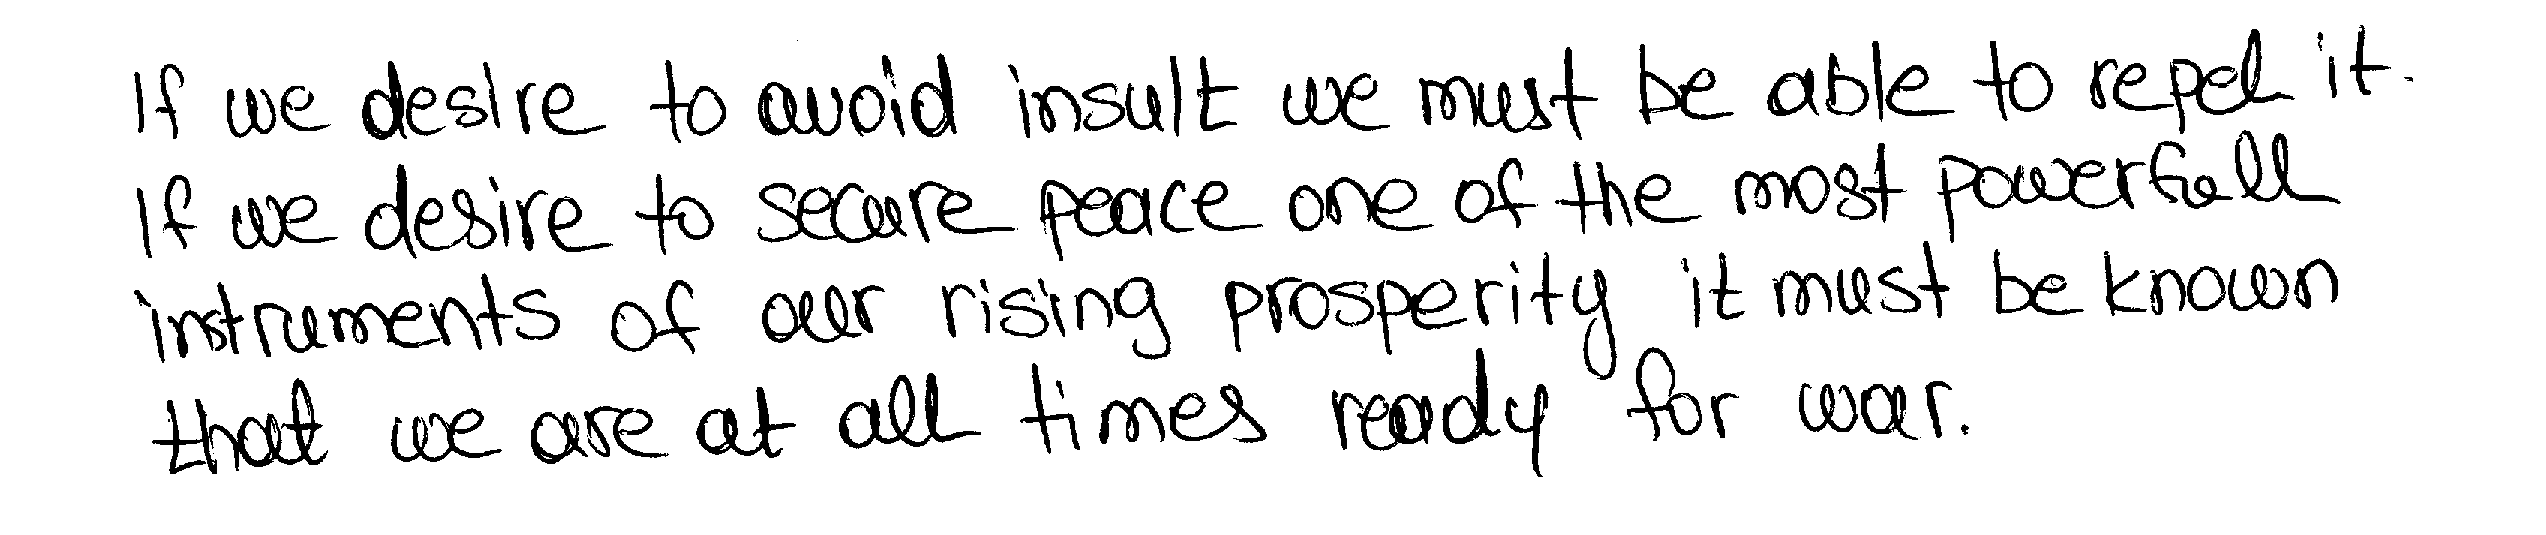 If we desire to avoid insult we must be able to repel it.
If we desire to secure peace one of the most powerfull
instruments of our rising prosperity it must be known
that we are at all times ready for war.